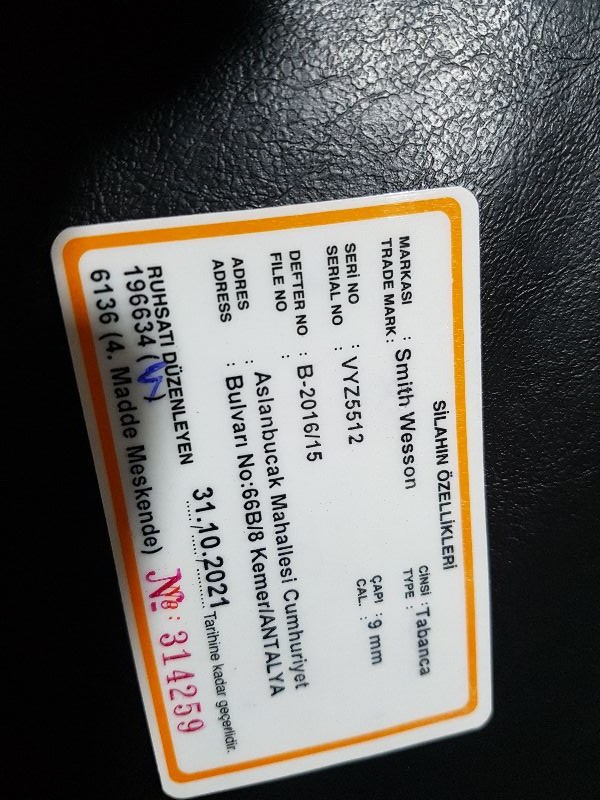 SİLAHIN ÖZELLİKLERİ
MARKASI : Smith Wesson CİNSİ : Tabanca
TRADE MARK : TYPE :
SERİ NO : VYZ5512 ÇAPI : 9 mm
SERIAL NO : CAL. :
DEFTER NO : B-2016/15
FILE NO :
ADRES : Aslanbucak Mahallesi Cumhuriyet
ADRESS : Bulvarı No:66B/8 Kemer/ANTALYA
31.10.2021 Tarihine kadar geçerlidir.
RUHSATI DÜZENLEYEN
196634 ( )
6136 (4. Madde Meskende) № : 314259